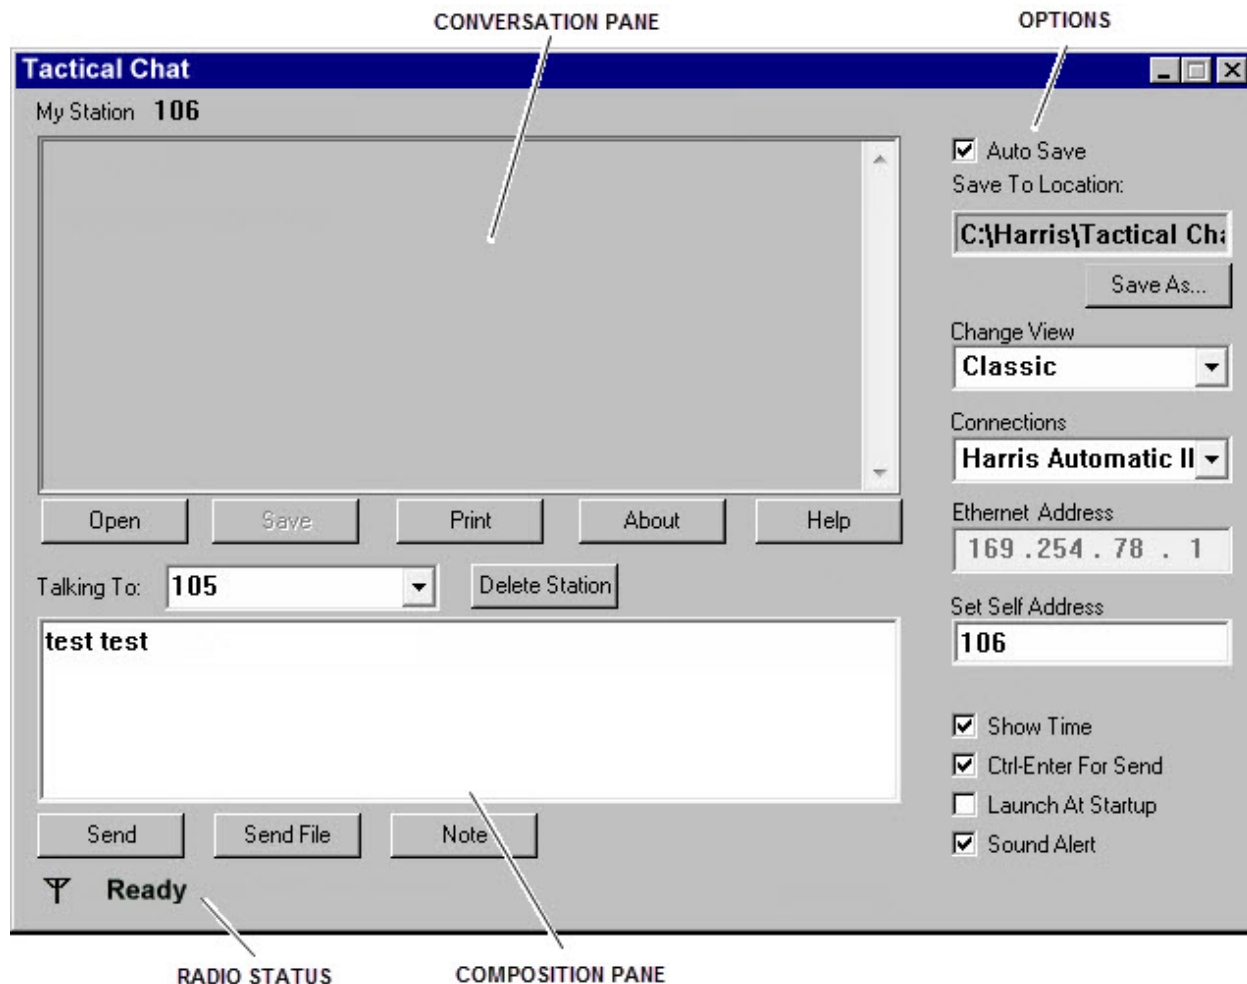 CONVERSATION PANE
OPTIONS
Tactical Chat
My Station 106
Auto Save
Save To Location:
C:\Harris\Tactical Cha
Save As...
Change View
Classic
Connections
Harris Automatic II
Open
Save
Print
About
Help
Ethernet Address
169 .254 . 78 . 1
Talking To: 105
Delete Station
Set Self Address
106
test test
Show Time
Ctrl-Enter For Send
Launch At Startup
Sound Alert
Send
Send File
Note
Ready
RADIO STATUS
COMPOSITION PANE